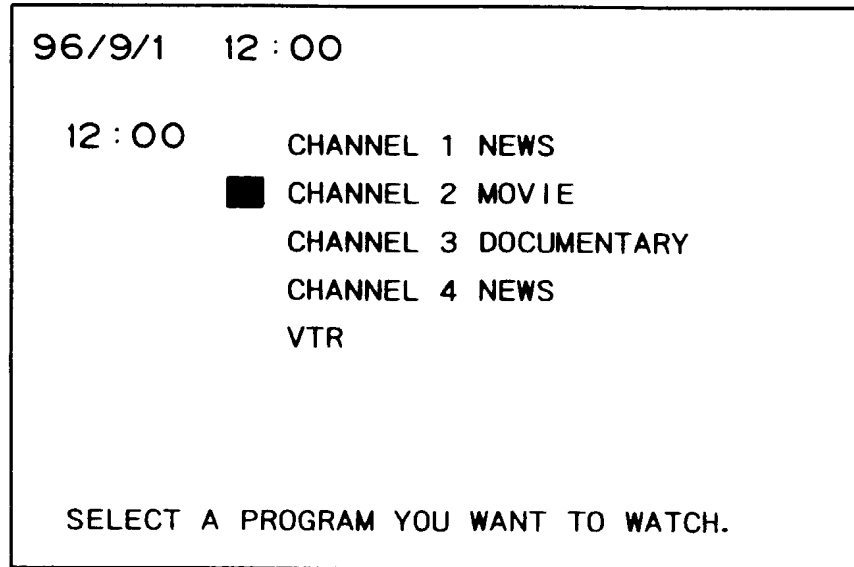 96/9/1 12:00
12:00 CHANNEL 1 NEWS
CHANNEL 2 MOVIE
CHANNEL 3 DOCUMENTARY
CHANNEL 4 NEWS
VTR
SELECT A PROGRAM YOU WANT TO WATCH.